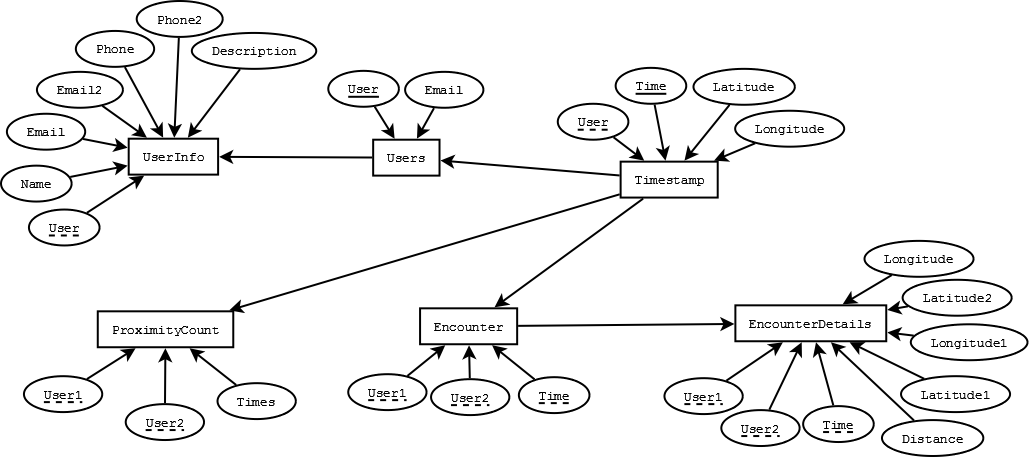 Phone2
Phone
Description
Email2
User
Email
Time
Latitude
Email
User
Longitude
UserInfo
Users
Name
Timestamp
User
Longitude
Latitude2
ProximityCount
Encounter
EncounterDetails
Longitude1
User1
Times
User1
User2
Time
User1
Latitude1
User2
User2
Time
Distance